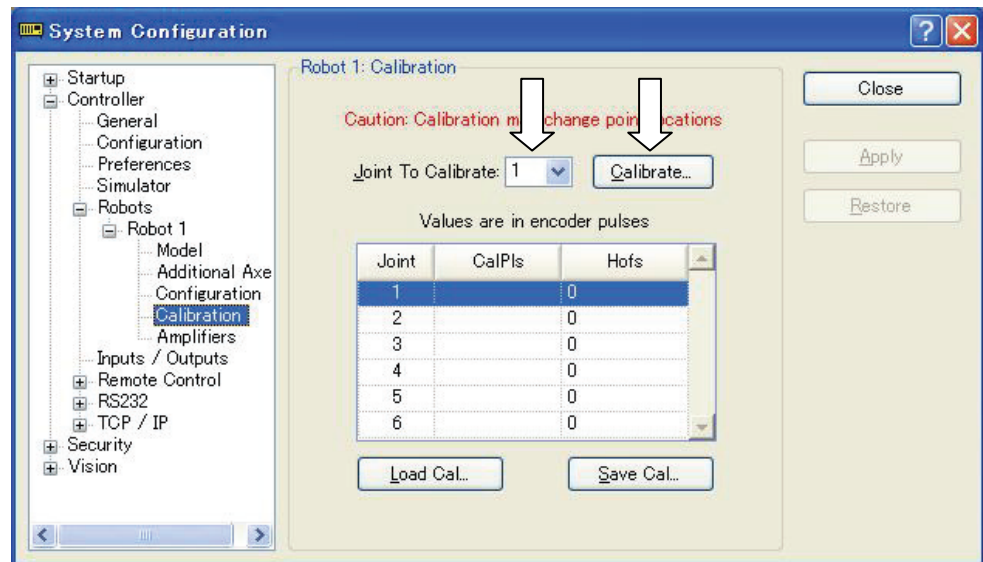 System Configuration
Startup
Controller
General
Configuration
Preferences
Simulator
Robots
Robot 1
Model
Additional Axe
Configuration
Calibration
Amplifiers
Inputs / Outputs
Remote Control
RS232
TCP / IP
Security
Vision
Robot 1: Calibration
Caution: Calibration m change poin cations
Joint To Calibrate: 1 Calibrate...
Values are in encoder pulses
Joint CalPls Hofs
1 0
2 0
3 0
4 0
5 0
6 0
Load Cal... Save Cal...
Close
Apply
Restore